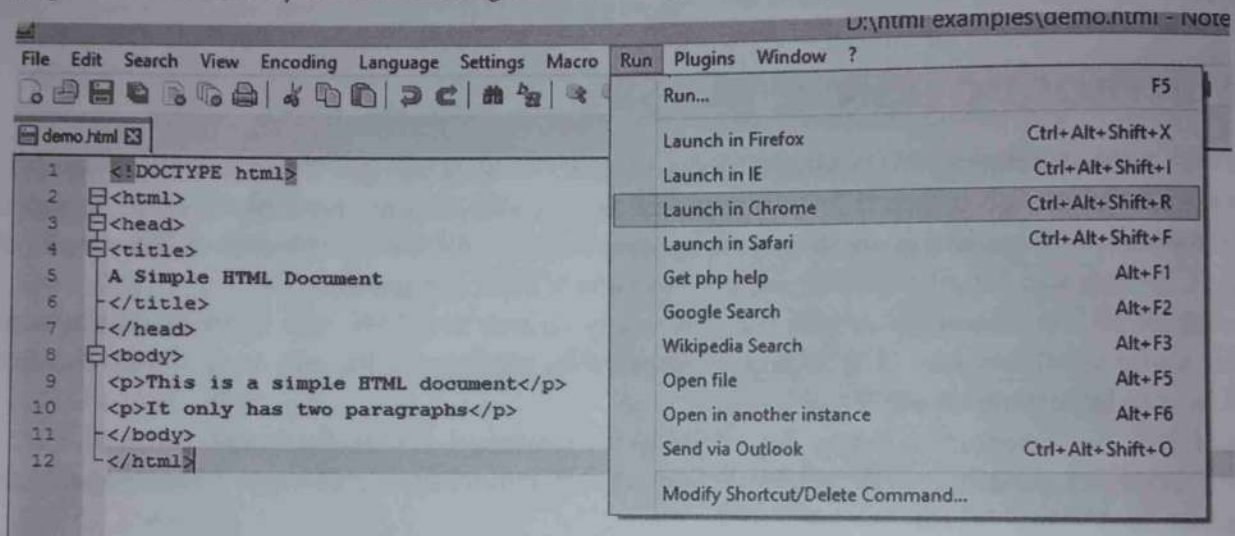 D:\html examples\demo.html - Note
File Edit Search View Encoding Language Settings Macro Run Plugins Window ?
demo.html
1 <!DOCTYPE html>
2 <html>
3 <head>
4 <title>
5 A Simple HTML Document
6 </title>
7 </head>
8 <body>
9 <p>This is a simple HTML document</p>
10 <p>It only has two paragraphs</p>
11 </body>
12 </html>
Run... F5
Launch in Firefox Ctrl+Alt+Shift+X
Launch in IE Ctrl+Alt+Shift+I
Launch in Chrome Ctrl+Alt+Shift+R
Launch in Safari Ctrl+Alt+Shift+F
Get php help Alt+F1
Google Search Alt+F2
Wikipedia Search Alt+F3
Open file Alt+F5
Open in another instance Alt+F6
Send via Outlook Ctrl+Alt+Shift+O
Modify Shortcut/Delete Command...